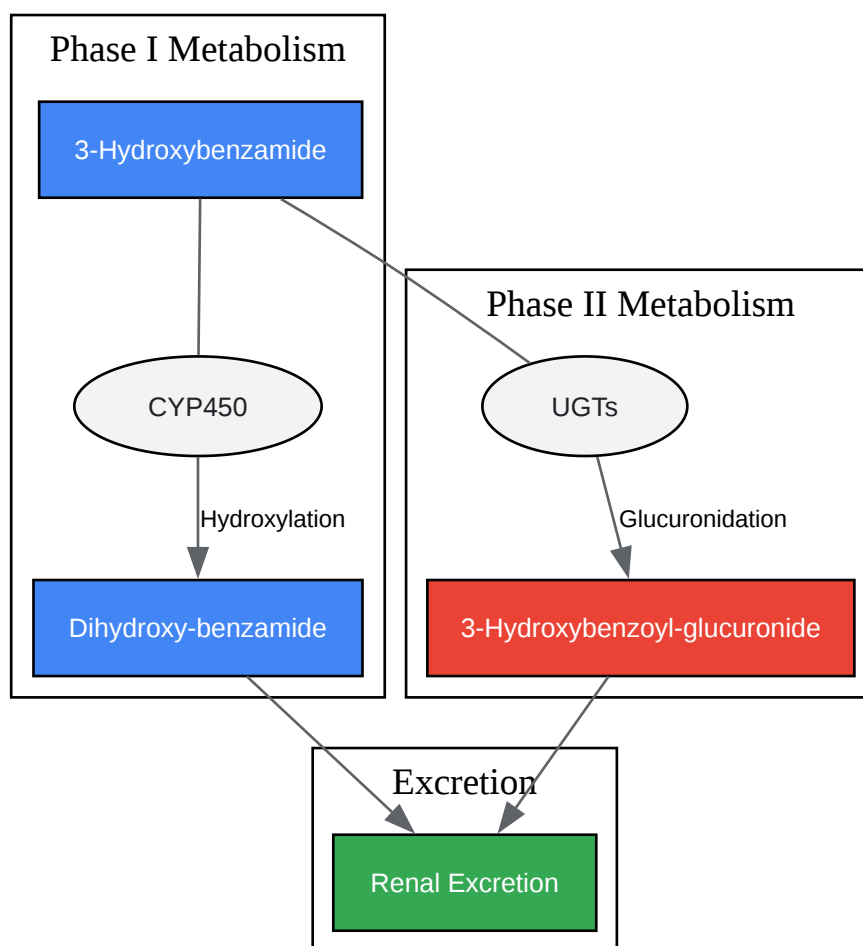 Phase I Metabolism
3-Hydroxybenzamide
Phase II Metabolism
CYP450
UGTs
Hydroxylation
Glucuronidation
Dihydroxy-benzamide
3-Hydroxybenzoyl-glucuronide
Excretion
Renal Excretion